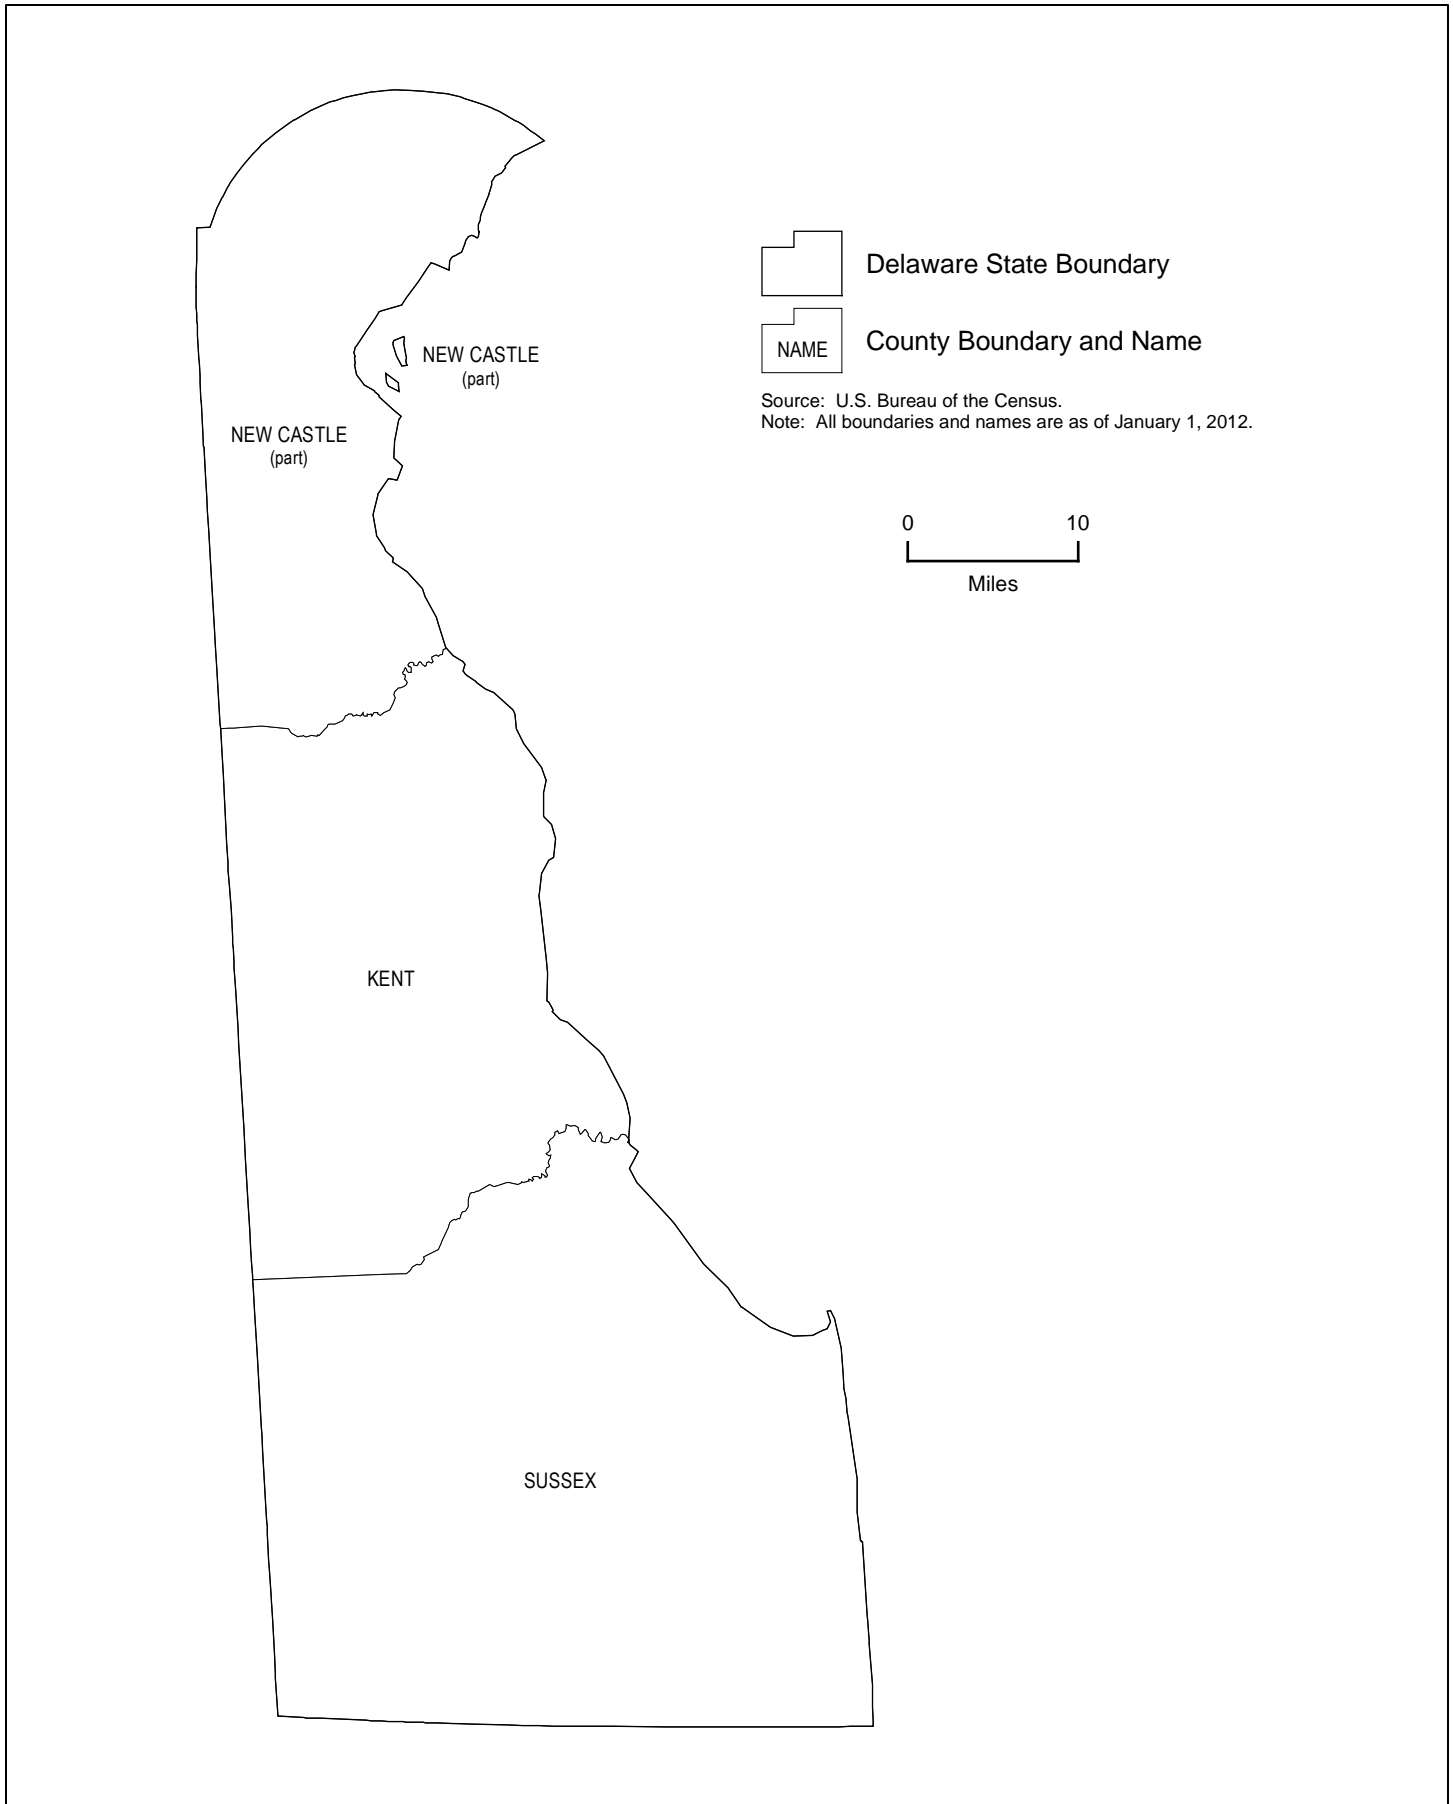 Delaware State Boundary
NAME
County Boundary and Name
Source: U.S. Bureau of the Census.
Note: All boundaries and names are as of January 1, 2012.
NEW CASTLE
(part)
NEW CASTLE
(part)
0 10
Miles
KENT
SUSSEX